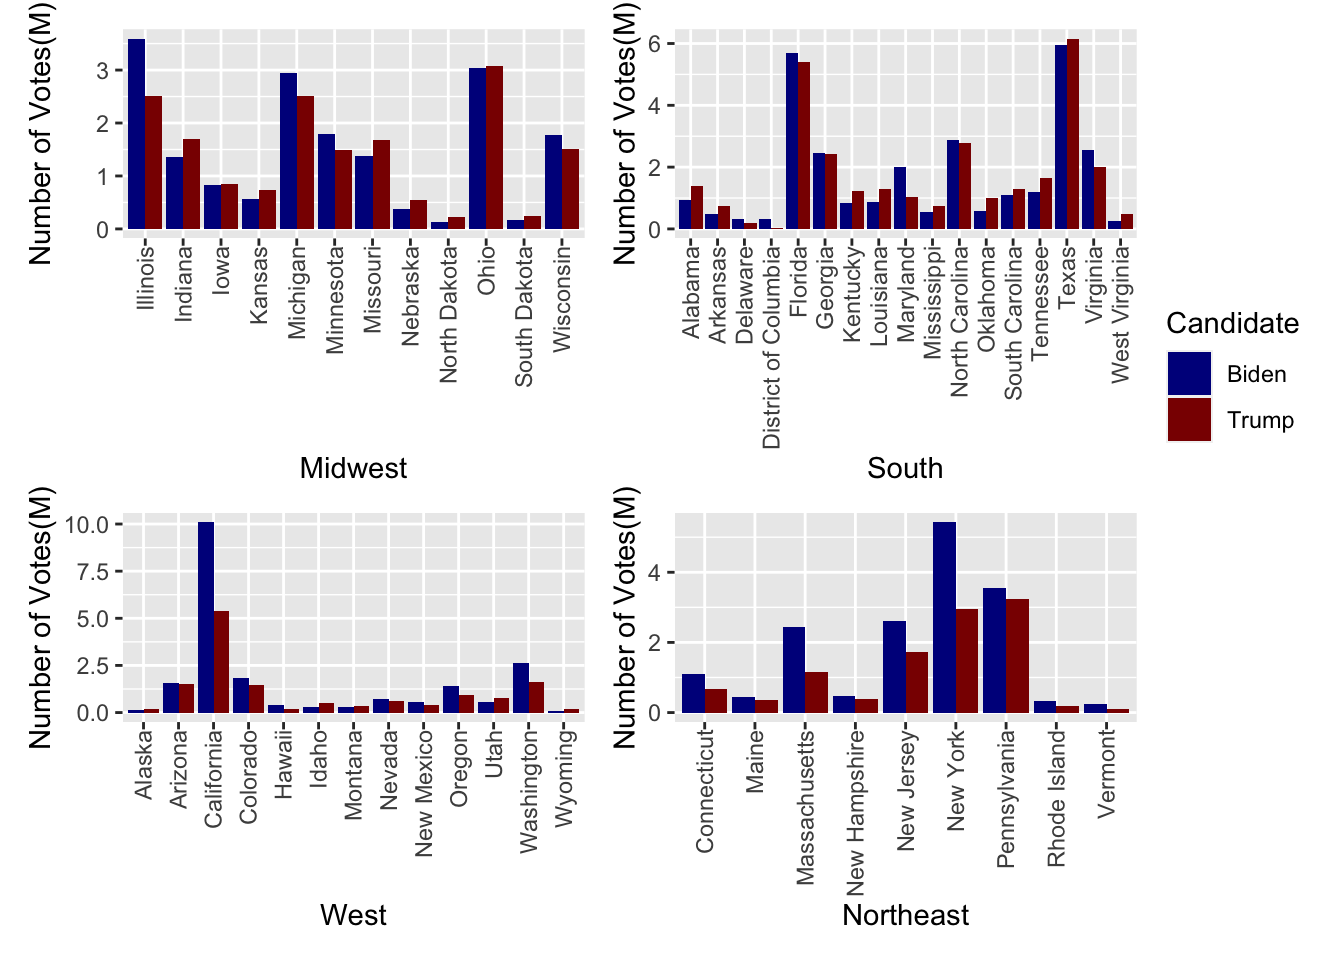 Number of Votes(M)
3
2
1
0
Illinois
Indiana
Iowa
Kansas
Michigan
Minnesota
Missouri
Nebraska
North Dakota
Ohio
South Dakota
Wisconsin
Midwest
Number of Votes(M)
6
4
2
0
Alabama
Arkansas
Delaware
District of Columbia
Florida
Georgia
Kentucky
Louisiana
Maryland
Mississippi
North Carolina
Oklahoma
South Carolina
Tennessee
Texas
Virginia
West Virginia
South
Candidate
Biden
Trump
Number of Votes(M)
10.0
7.5
5.0
2.5
0.0
Alaska
Arizona
California
Colorado
Hawaii
Idaho
Montana
Nevada
New Mexico
Oregon
Utah
Washington
Wyoming
West
Number of Votes(M)
4
2
0
Connecticut
Maine
Massachusetts
New Hampshire
New Jersey
New York
Pennsylvania
Rhode Island
Vermont
Northeast